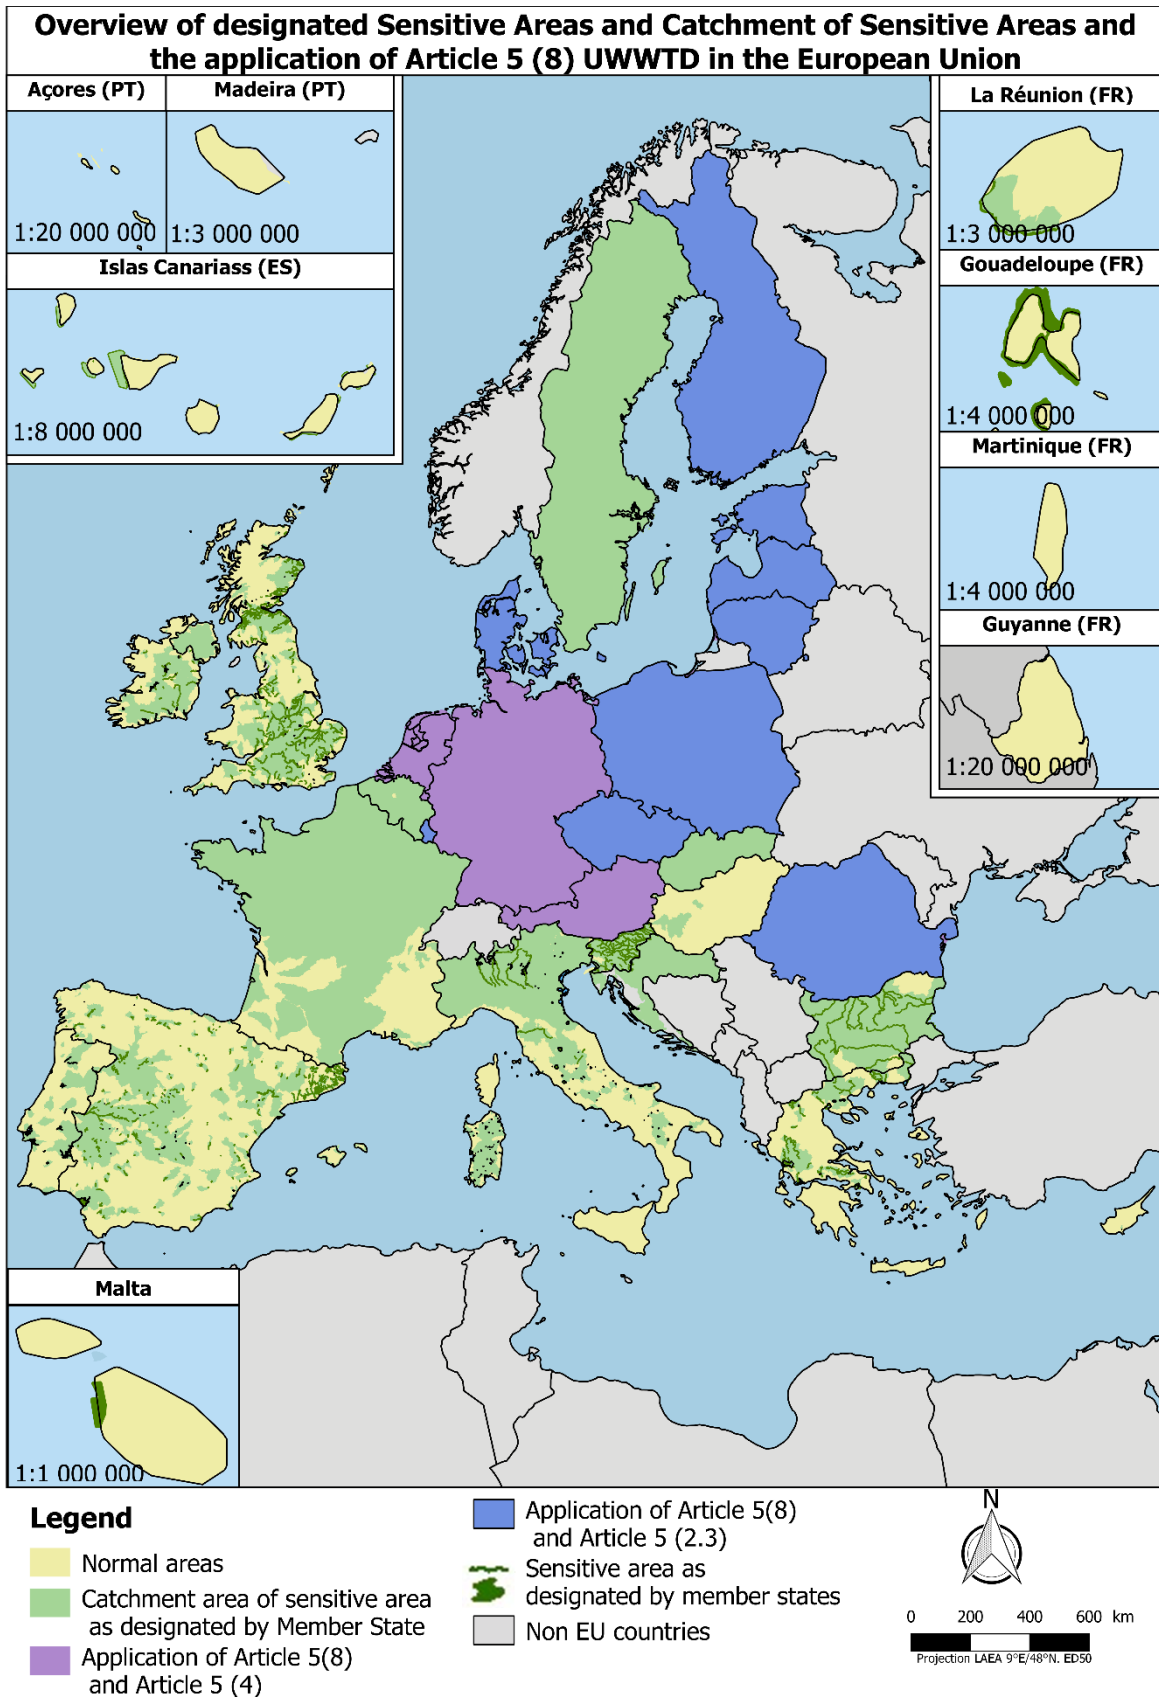 Overview of designated Sensitive Areas and Catchment of Sensitive Areas and
the application of Article 5 (8) UWWTD in the European Union
Açores (PT)
1:20 000 000
Madeira (PT)
1:3 000 000
Islas Canariass (ES)
1:8 000 000
La Réunion (FR)
1:3 000 000
Gouadeloupe (FR)
1:4 000 000
Martinique (FR)
1:4 000 000
Guyanne (FR)
1:20 000 000
Malta
1:1 000 000
Legend
Normal areas
Catchment area of sensitive area
as designated by Member State
Application of Article 5(8)
and Article 5 (4)
Application of Article 5(8)
and Article 5 (2.3)
Sensitive area as
designated by member states
Non EU countries
N
0 200 400 600 km
Projection LAEA 9°E/48°N. ED50